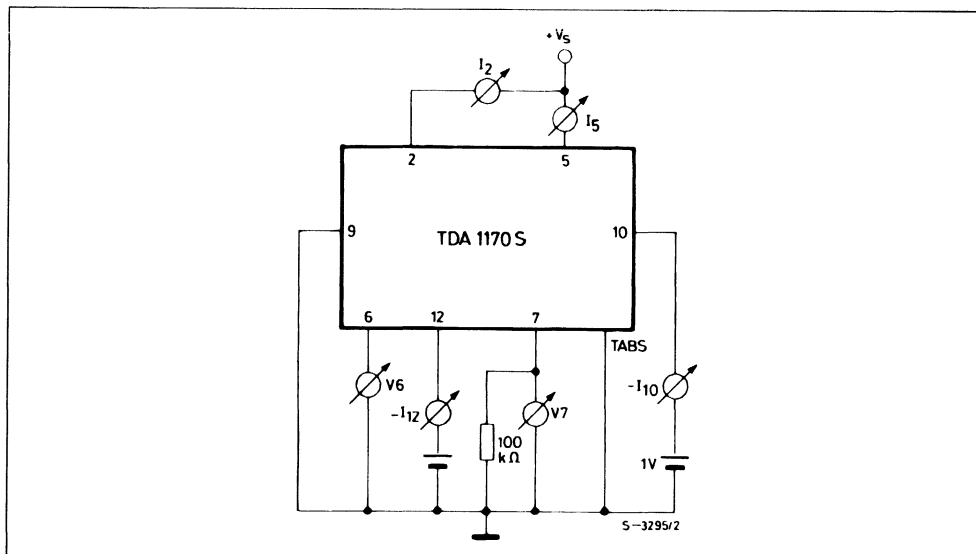 +Vs
I2
I5
2
5
9
TDA 1170 S
10
6
12
7
TABS
V6
-I12
V7
-I10
100
kΩ
1V
S-3295/2